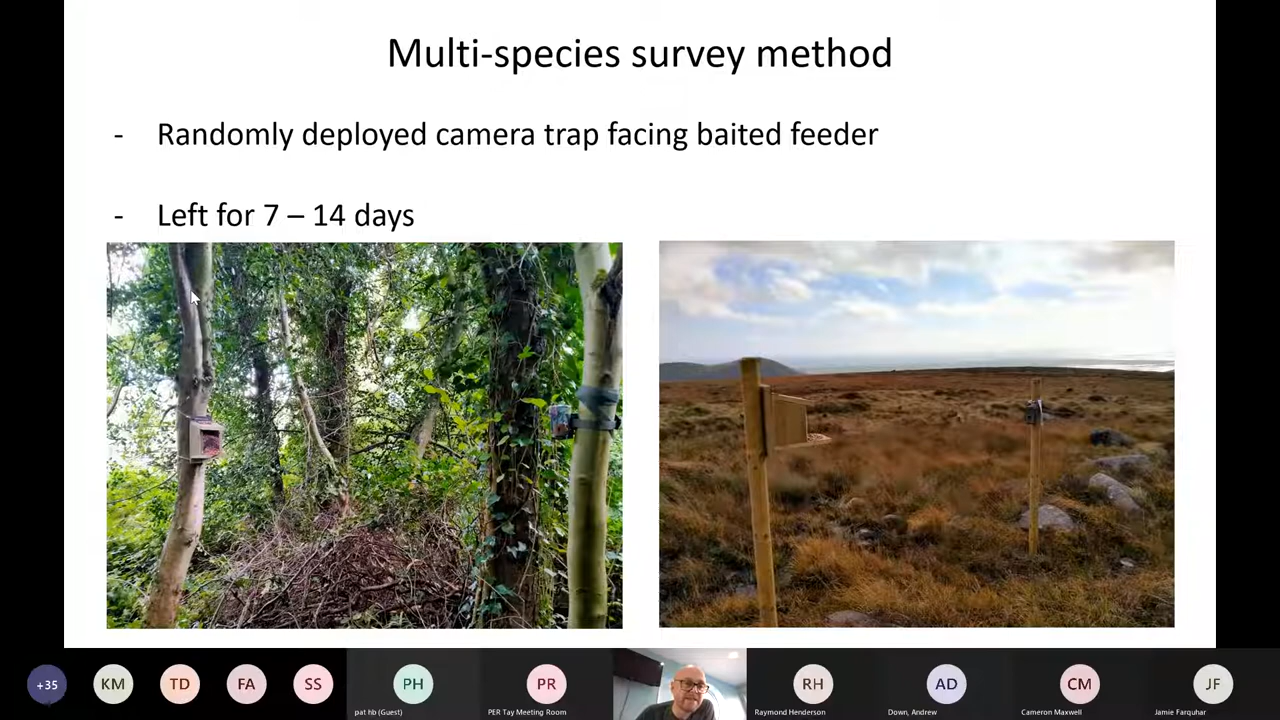 Multi-species survey method
- Randomly deployed camera trap facing baited feeder
- Left for 7 – 14 days
+35
KM
TD
FA
SS
PH
pat hb (Guest)
PR
PER Tay Meeting Room
RH
Raymond Henderson
AD
Down, Andrew
CM
Cameron Maxwell
JF
Jamie Farquhar